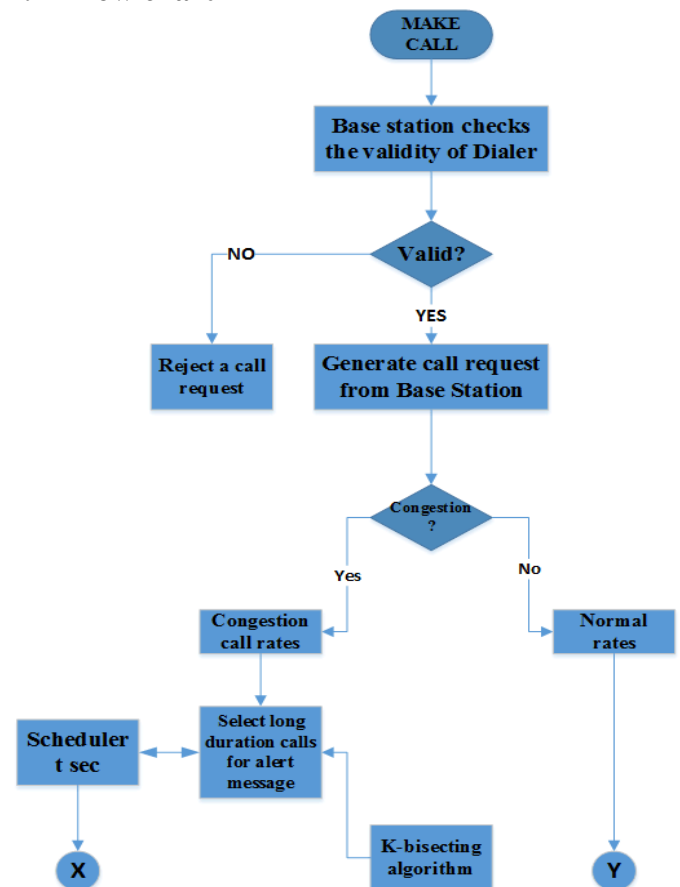 MAKE
CALL
Base station checks
the validity of Dialer
Valid?
NO
YES
Reject a call
request
Generate call request
from Base Station
Congestion
?
Yes
No
Congestion
call rates
Normal
rates
Scheduler
t sec
Select long
duration calls
for alert
message
K-bisecting
algorithm
X
Y